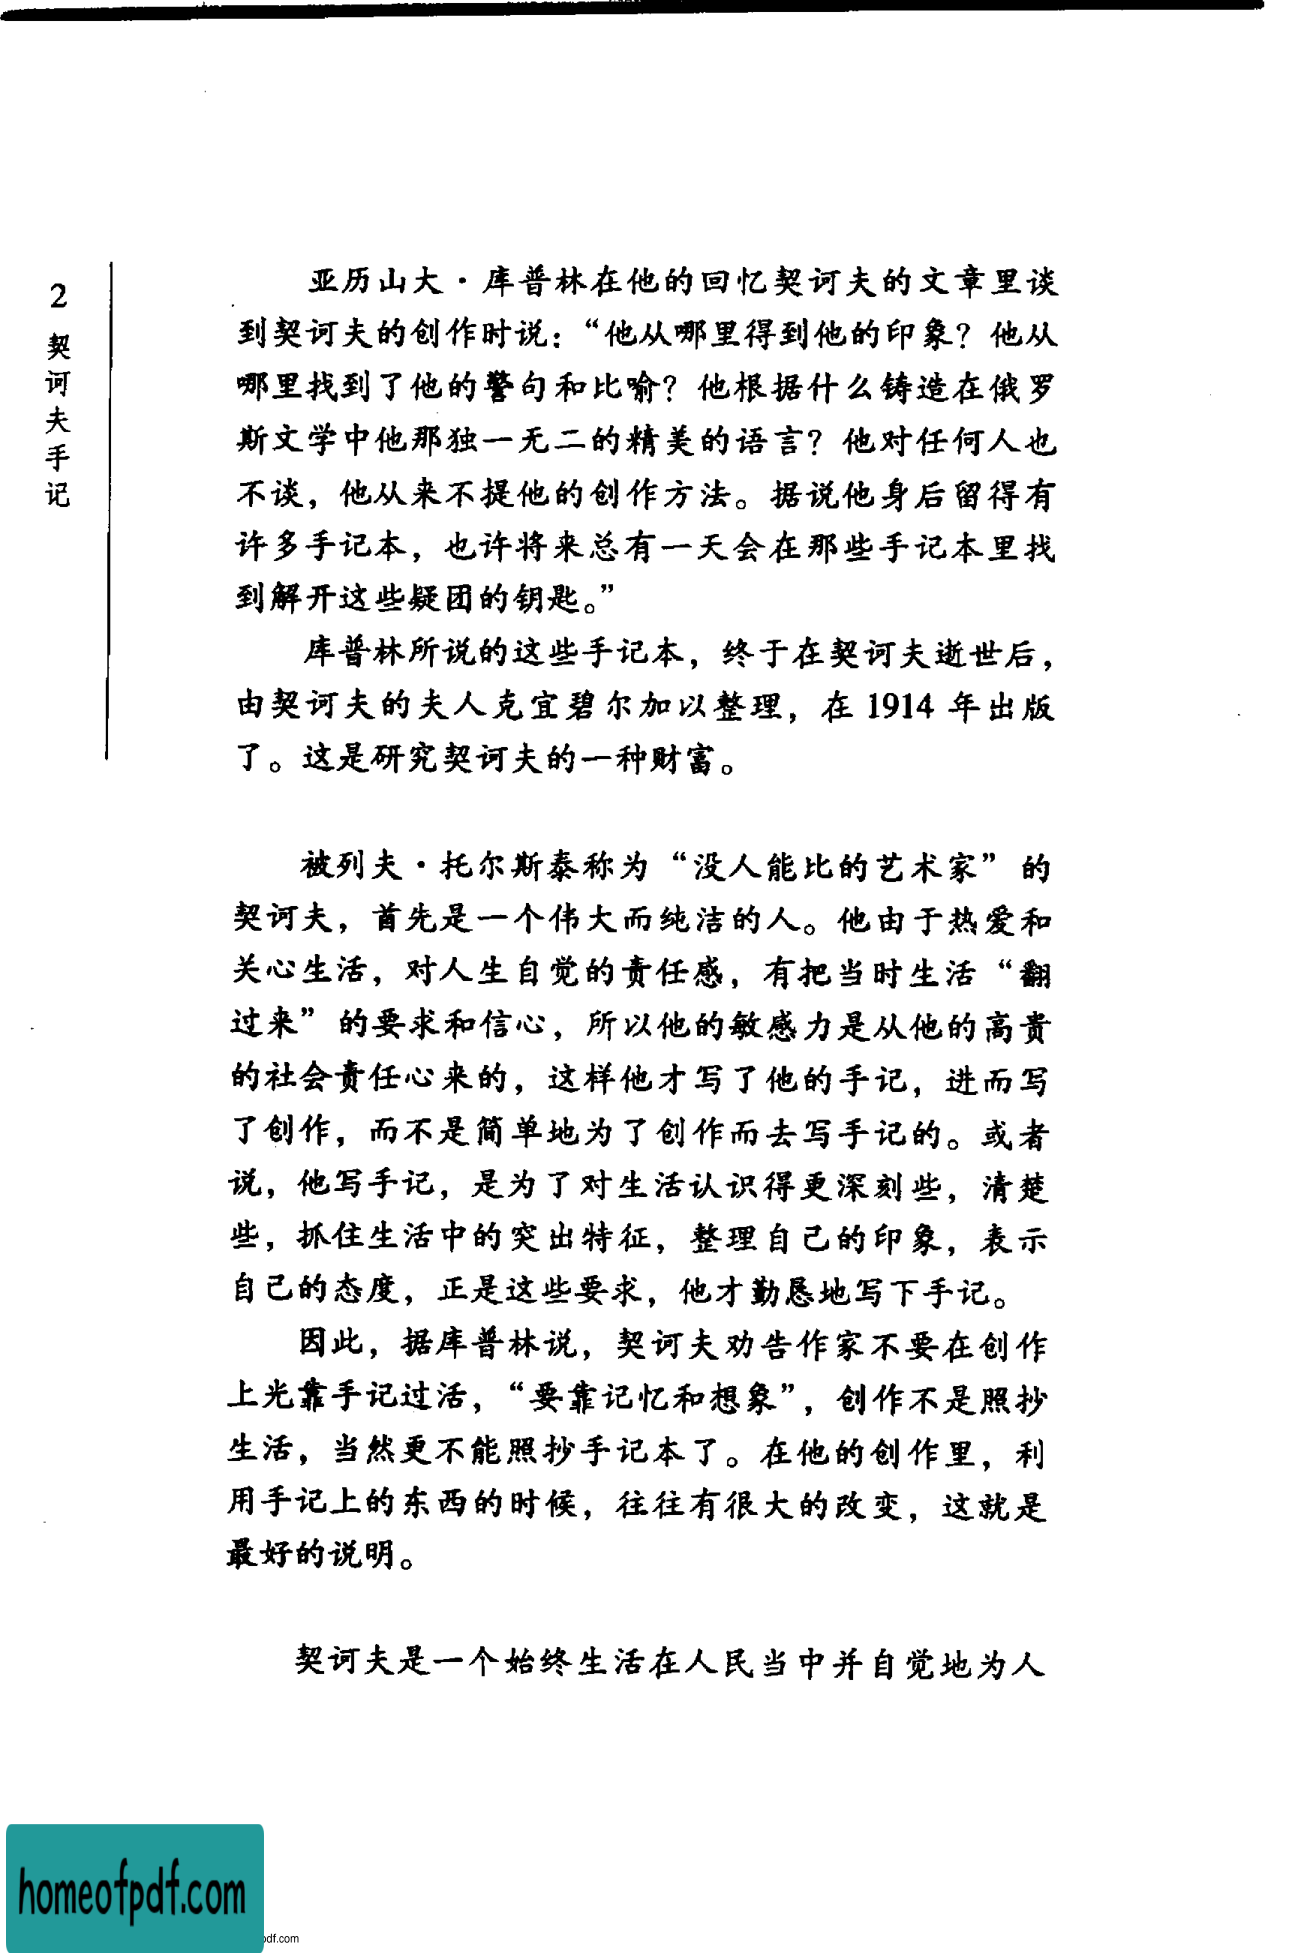 2
契诃夫手记
亚历山大·库普林在他的回忆契诃夫的文章里谈
到契诃夫的创作时说：“他从哪里得到他的印象？他从
哪里找到了他的警句和比喻？他根据什么铸造在俄罗
斯文学中他那独一无二的精美的语言？他对任何人也
不谈，他从来不提他的创作方法。据说他身后留得有
许多手记本，也许将来总有一天会在那些手记本里找
到解开这些疑团的钥匙。”
库普林所说的这些手记本，终于在契诃夫逝世后，
由契诃夫的夫人克宜碧尔加以整理，在 1914 年出版
了。这是研究契诃夫的一种财富。
被列夫·托尔斯泰称为“没人能比的艺术家”的
契诃夫，首先是一个伟大而纯洁的人。他由于热爱和
关心生活，对人生自觉的责任感，有把当时生活“翻
过来”的要求和信心，所以他的敏感力是从他的高贵
的社会责任心来的，这样他才写了他的手记，进而写
了创作，而不是简单地为了创作而去写手记的。或者
说，他写手记，是为了对生活认识得更深刻些，清楚
些，抓住生活中的突出特征，整理自己的印象，表示
自己的态度，正是这些要求，他才勤恳地写下手记。
因此，据库普林说，契诃夫劝告作家不要在创作
上光靠手记过活，“要靠记忆和想象”，创作不是照抄
生活，当然更不能照抄手记本了。在他的创作里，利
用手记上的东西的时候，往往有很大的改变，这就是
最好的说明。
契诃夫是一个始终生活在人民当中并自觉地为人
homeofpdf.com
pdf.com